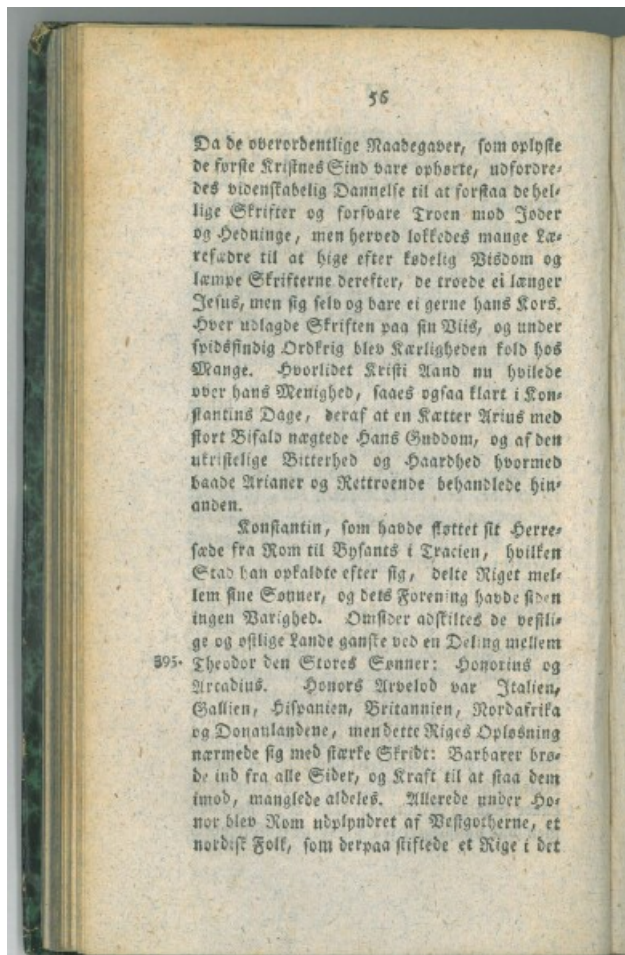 56
Da de overordentlige Naadegaver, som oplyste
de første Kristnes Sind vare ophørte, udfordre-
des videnskabelig Dannelse til at forstaa de hel-
lige Skrifter og forsvare Troen mod Jøder
og Hedninge, men herved lokkedes mange Læ-
refædre til at hige efter kødelig Visdom og
læmpe Skrifterne derefter, de troede ei længer
Jesus, men sig selv og bare ei gerne hans Kors.
Hver udlagde Skriften paa sin Viis, og under
spidsfindig Ordkrig blev Kærligheden kold hos
Mange. Hvorlidet Kristi Aand nu hvilede
over hans Menighed, saaes ogsaa klart i Kon-
stantins Dage, deraf at en Kætter Arius med
stort Bifald nægtede Hans Guddom, og af den
ukristelige Bitterhed og Haardhed hvormed
baade Arianer og Rettroende behandlede hin-
anden.
Konstantin, som havde fløttet sit Herre-
sæde fra Rom til Bysants i Tracien, hvilken
Stad han opkaldte efter sig, delte Riget mel-
lem sine Sønner, og dets Forening havde siden
ingen Varighed. Omsider adskiltes de vestli-
ge og østlige Lande ganske ved en Deling mellem
395. Theodor den Stores Sønner: Honorius og
Arcadius. Honors Arvelod var Italien,
Gallien, Hispanien, Britannien, Nordafrika
og Donaulandene, men dette Riges Opløsning
nærmede sig med stærke Skridt: Barbarer brø-
de ind fra alle Sider, og Kraft til at staa dem
imod, manglede aldeles. Allerede under Ho-
nor blev Rom udplyndret af Vestgotherne, et
nordisk Folk, som derpaa stiftede et Rige i det